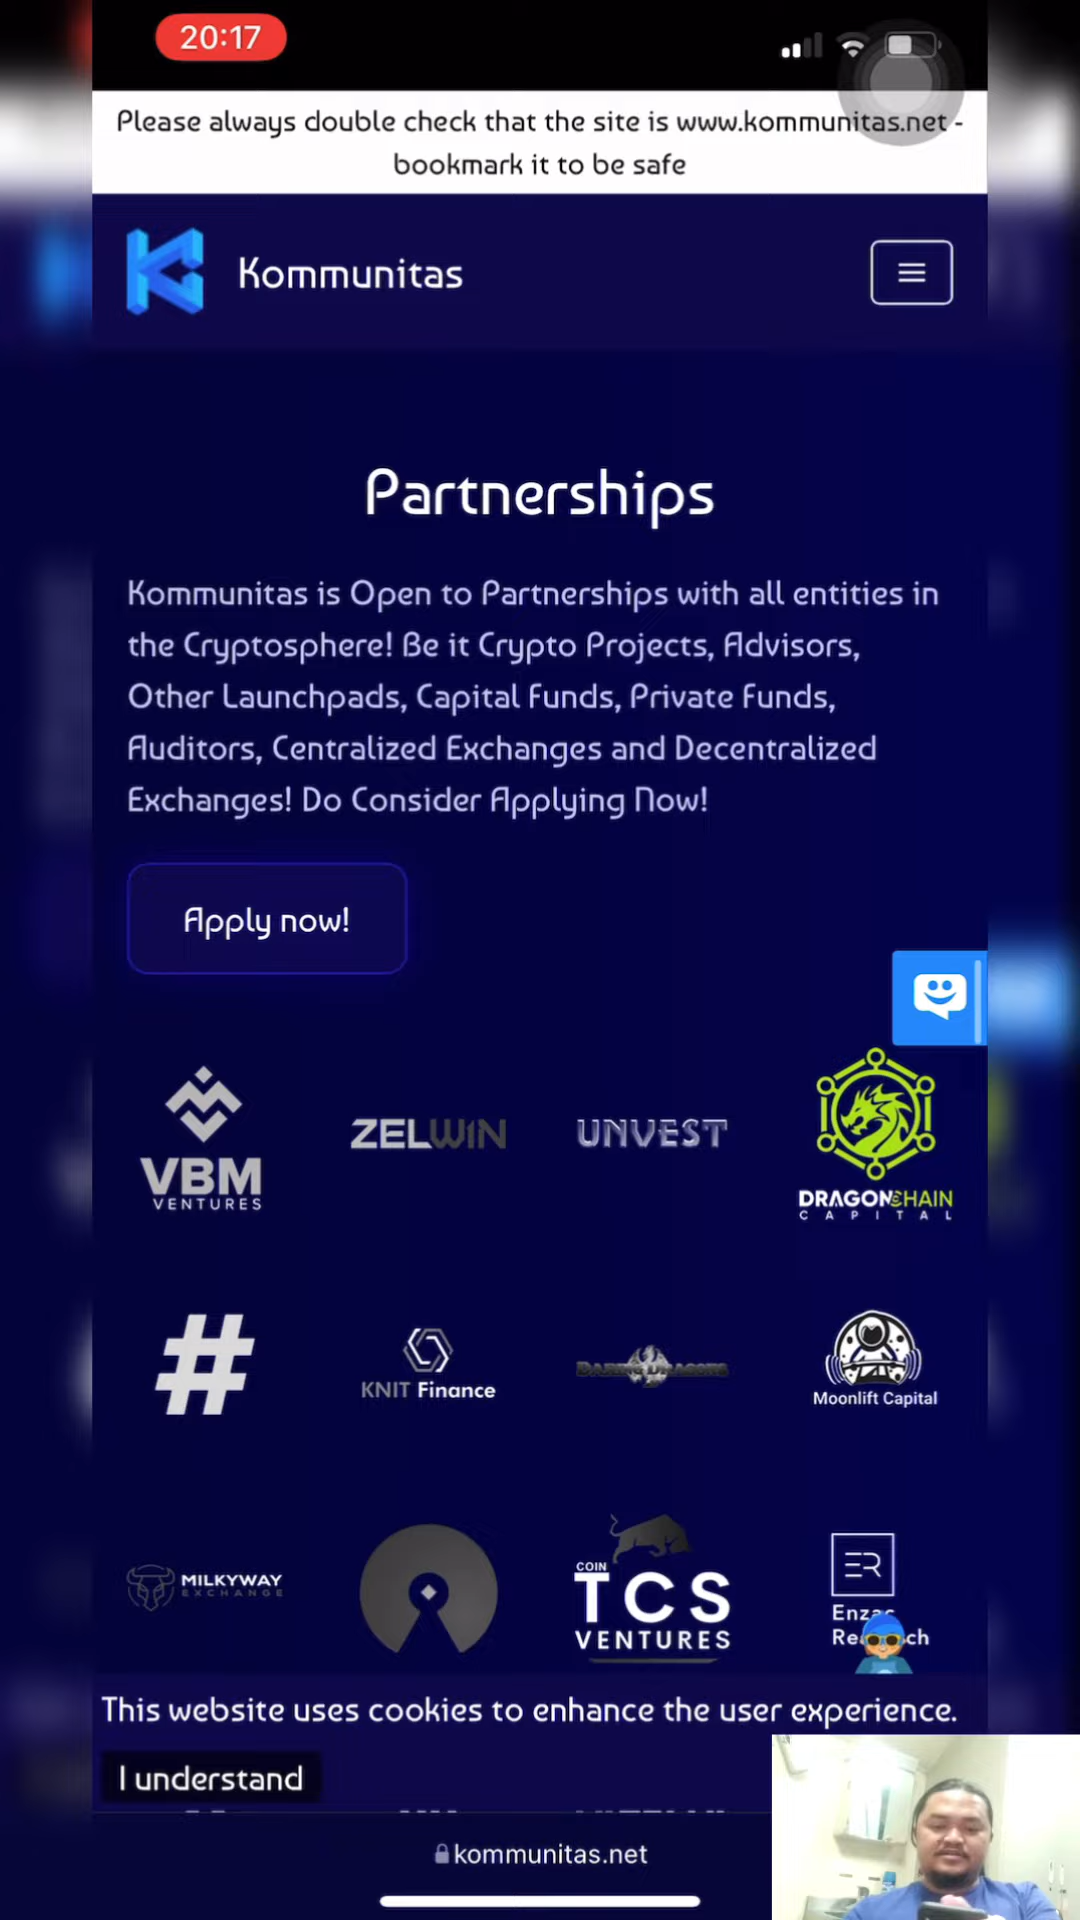 20:17
Please always double check that the site is www.kommunitas.net -
bookmark it to be safe
Kommunitas
Partnerships
Kommunitas is Open to Partnerships with all entities in
the Cryptosphere! Be it Crypto Projects, Advisors,
Other Launchpads, Capital Funds, Private Funds,
Auditors, Centralized Exchanges and Decentralized
Exchanges! Do Consider Applying Now!
Apply now!
VBM
VENTURES
ZELWIN
UNVEST
DRAGONCHAIN
CAPITAL
#
KNIT Finance
Moonlift Capital
MILKYWAY
EXCHANGE
COIN
TCS
VENTURES
ER
This website uses cookies to enhance the user experience.
I understand
kommunitas.net